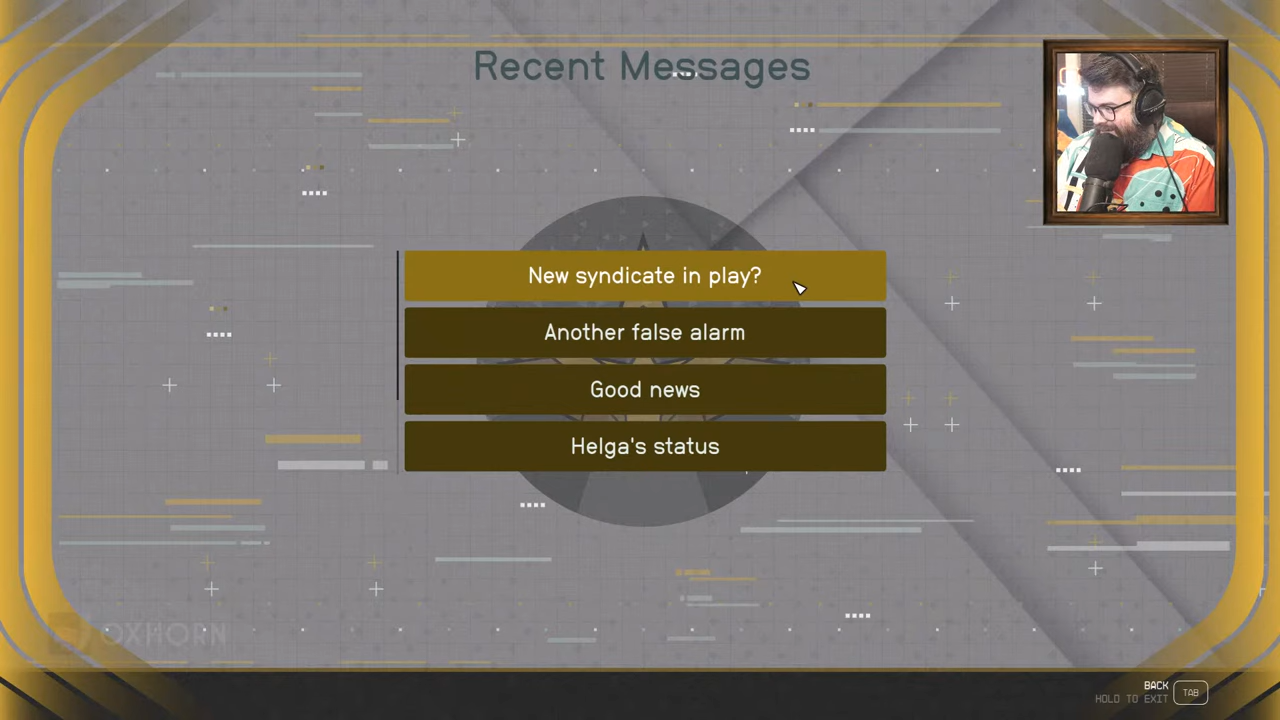 Recent Messages
New syndicate in play?
Another false alarm
Good news
Helga's status
OXHORN
BACK
HOLD TO EXIT
TAB